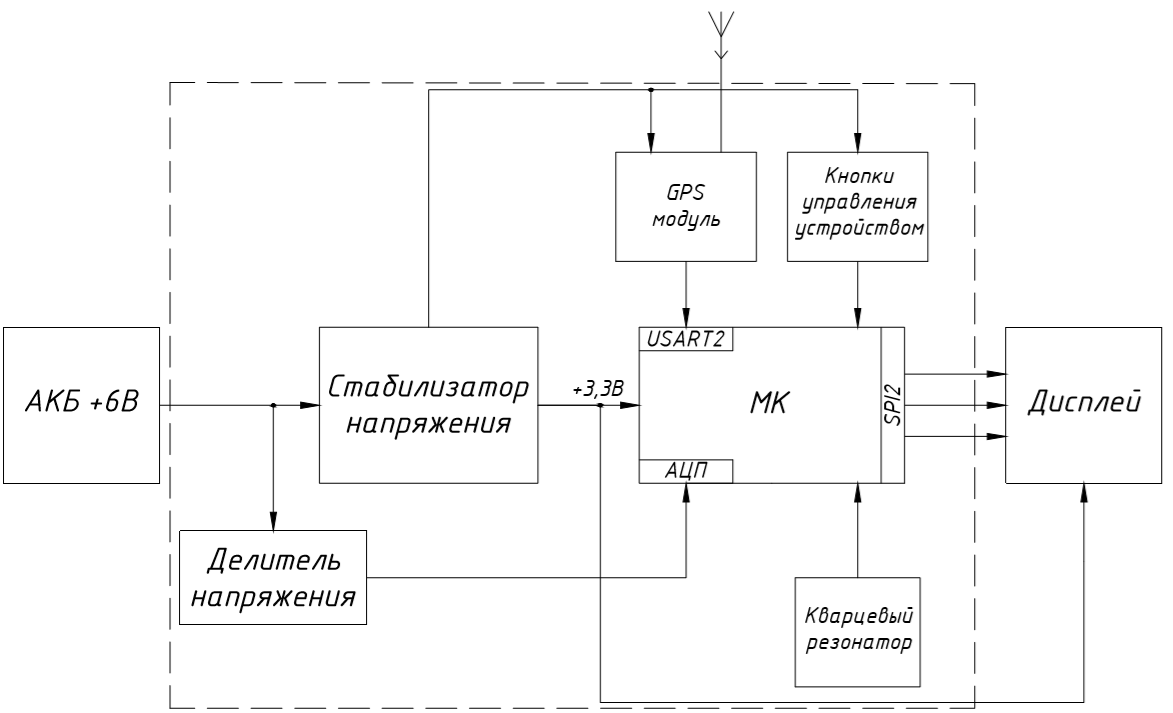 GPS
модуль
Кнопки
управления
устройством
АКБ +6В
Стабилизатор
напряжения
+3,3В
USART2
МК
АЦП
SPI2
Дисплей
Делитель
напряжения
Кварцевый
резонатор